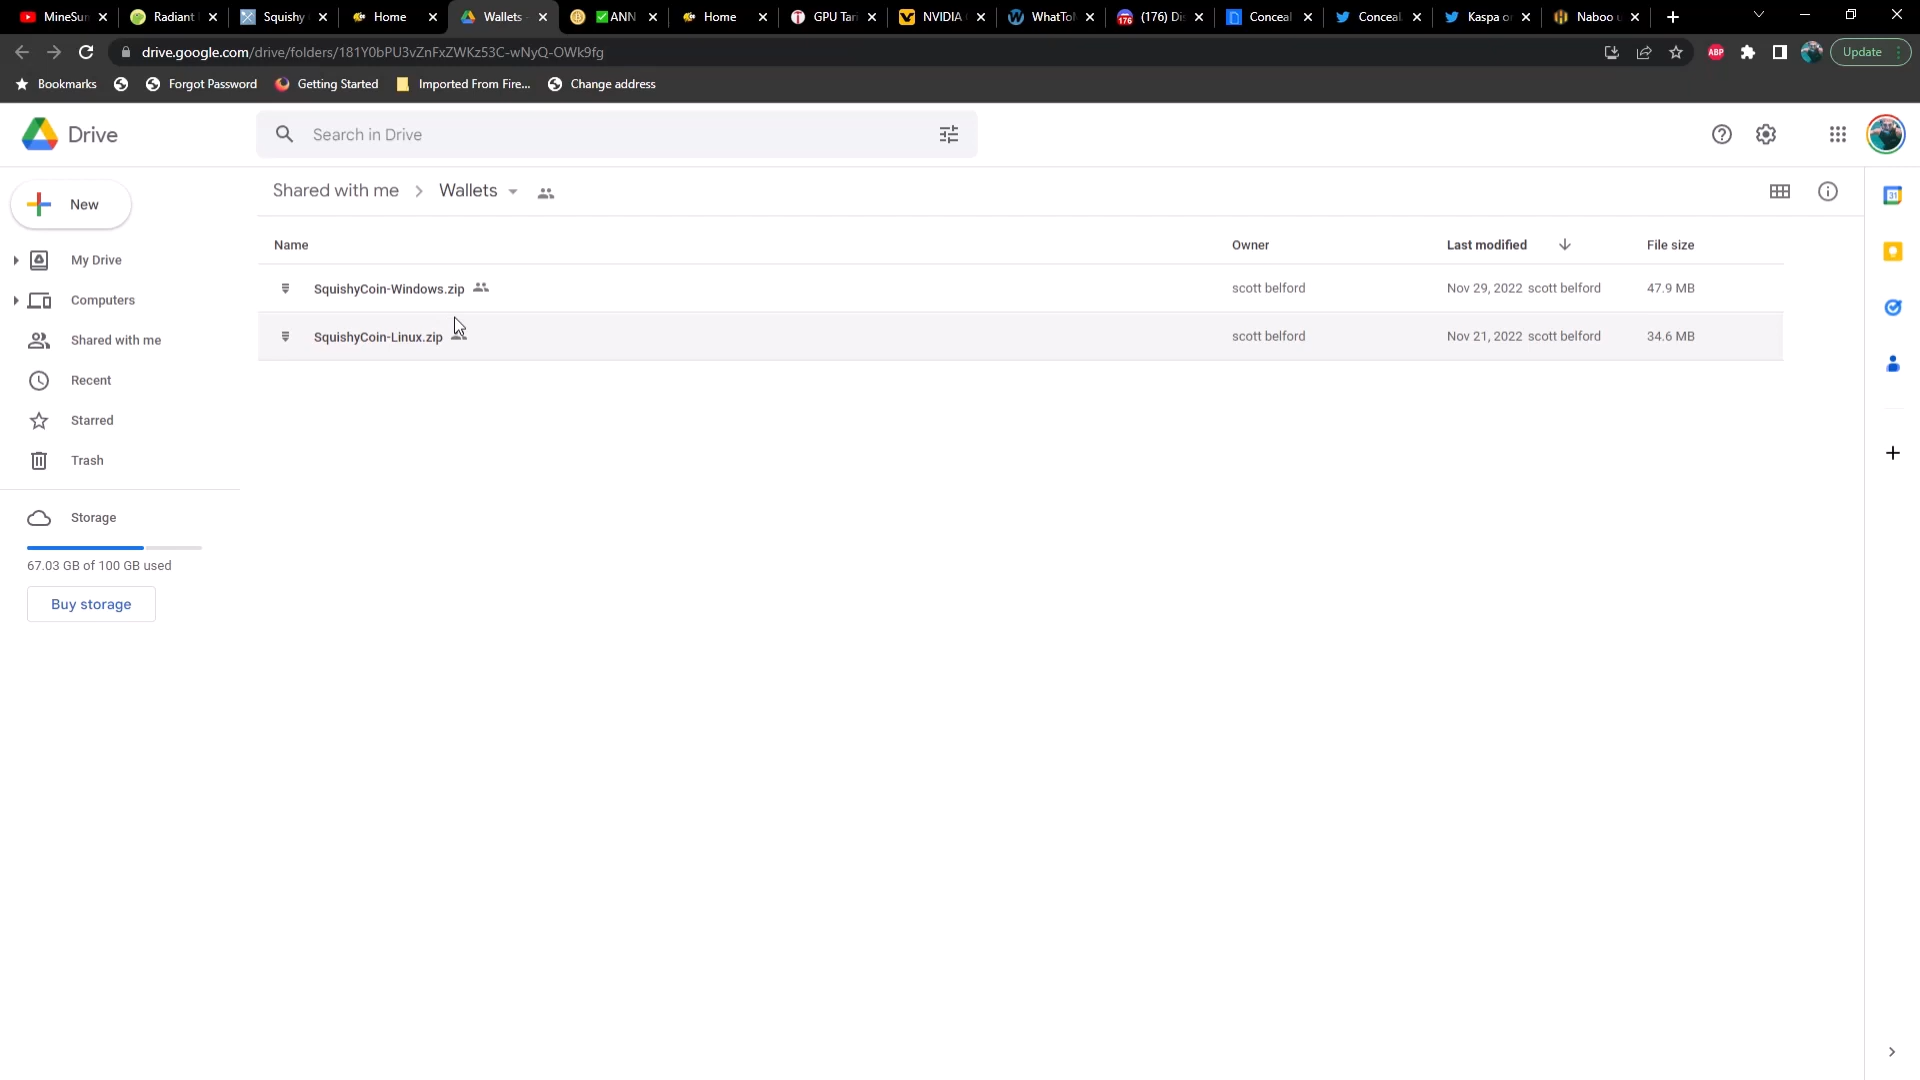 MineSur
Radiant
Squishy
Home
Wallets
ANN
Home
GPU Tari
NVIDIA
WhatTo
(176) Di
Conceal
Conceal
Kaspa o
Naboo u
drive.google.com/drive/folders/181Y0bPU3vZnFxZWKz53C-wNyQ-OWk9fg
ABP
Update
Bookmarks
Forgot Password
Getting Started
Imported From Fire...
Change address
Drive
Search in Drive
New
Shared with me
Wallets
31
My Drive
Computers
Shared with me
Recent
Starred
Trash
Storage
67.03 GB of 100 GB used
Buy storage
Name Owner Last modified File size
SquishyCoin-Windows.zip scott belford Nov 29, 2022 scott belford 47.9 MB
SquishyCoin-Linux.zip scott belford Nov 21, 2022 scott belford 34.6 MB